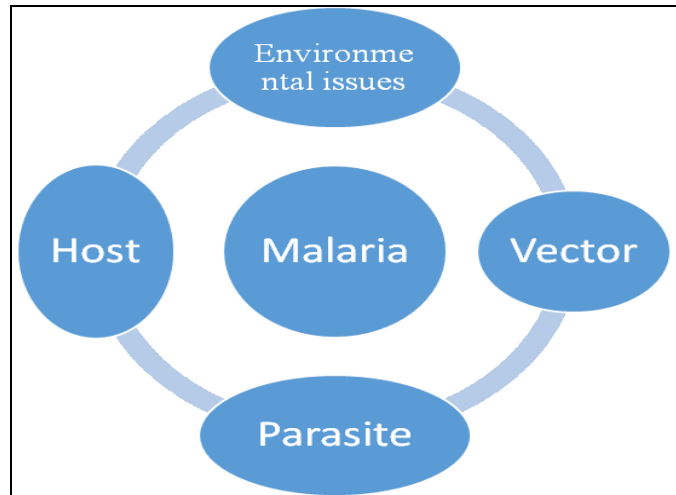 Environme
ntal issues
Host
Malaria
Vector
Parasite